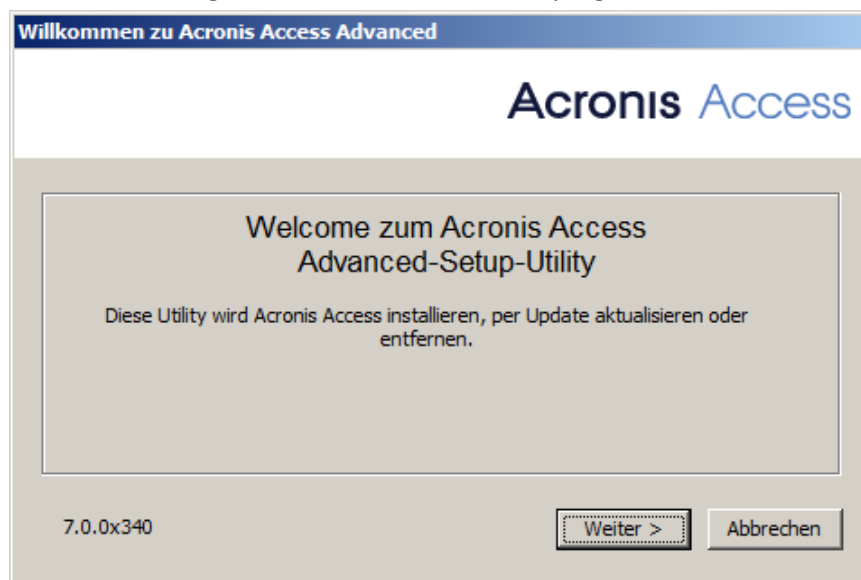 Willkommen zu Acronis Access Advanced
Acronis Access
Welcome zum Acronis Access
Advanced-Setup-Utility
Diese Utility wird Acronis Access installieren, per Update aktualisieren oder
entfernen.
7.0.0x340
Weiter >
Abbrechen